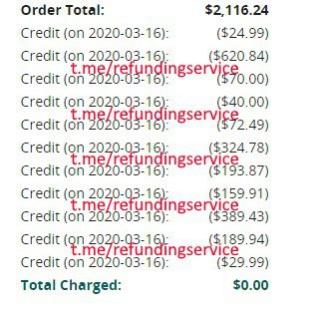 Order Total: $2,116.24
Credit (on 2020-03-16): ($24.99)
Credit (on 2020-03-16): ($620.84)
t.me/refundingservice
Credit (on 2020-03-16): ($70.00)
Credit (on 2020-03-16): ($40.00)
t.me/refundingservice
Credit (on 2020-03-16): ($72.49)
Credit (on 2020-03-16): ($324.78)
t.me/refundingservice
Credit (on 2020-03-16): ($193.87)
Credit (on 2020-03-16): ($159.91)
t.me/refundingservice
Credit (on 2020-03-16): ($389.43)
Credit (on 2020-03-16): ($189.94)
t.me/refundingservice
Credit (on 2020-03-16): ($29.99)
Total Charged: $0.00